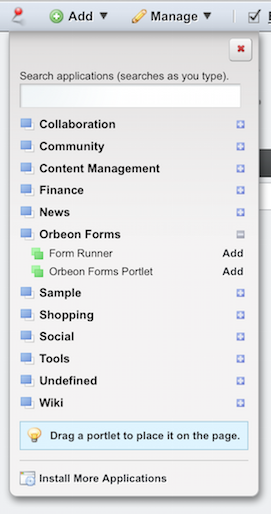 Add Manage
Search applications (searches as you type).
Collaboration
Community
Content Management
Finance
News
Orbeon Forms
Form Runner Add
Orbeon Forms Portlet Add
Sample
Shopping
Social
Tools
Undefined
Wiki
Drag a portlet to place it on the page.
Install More Applications